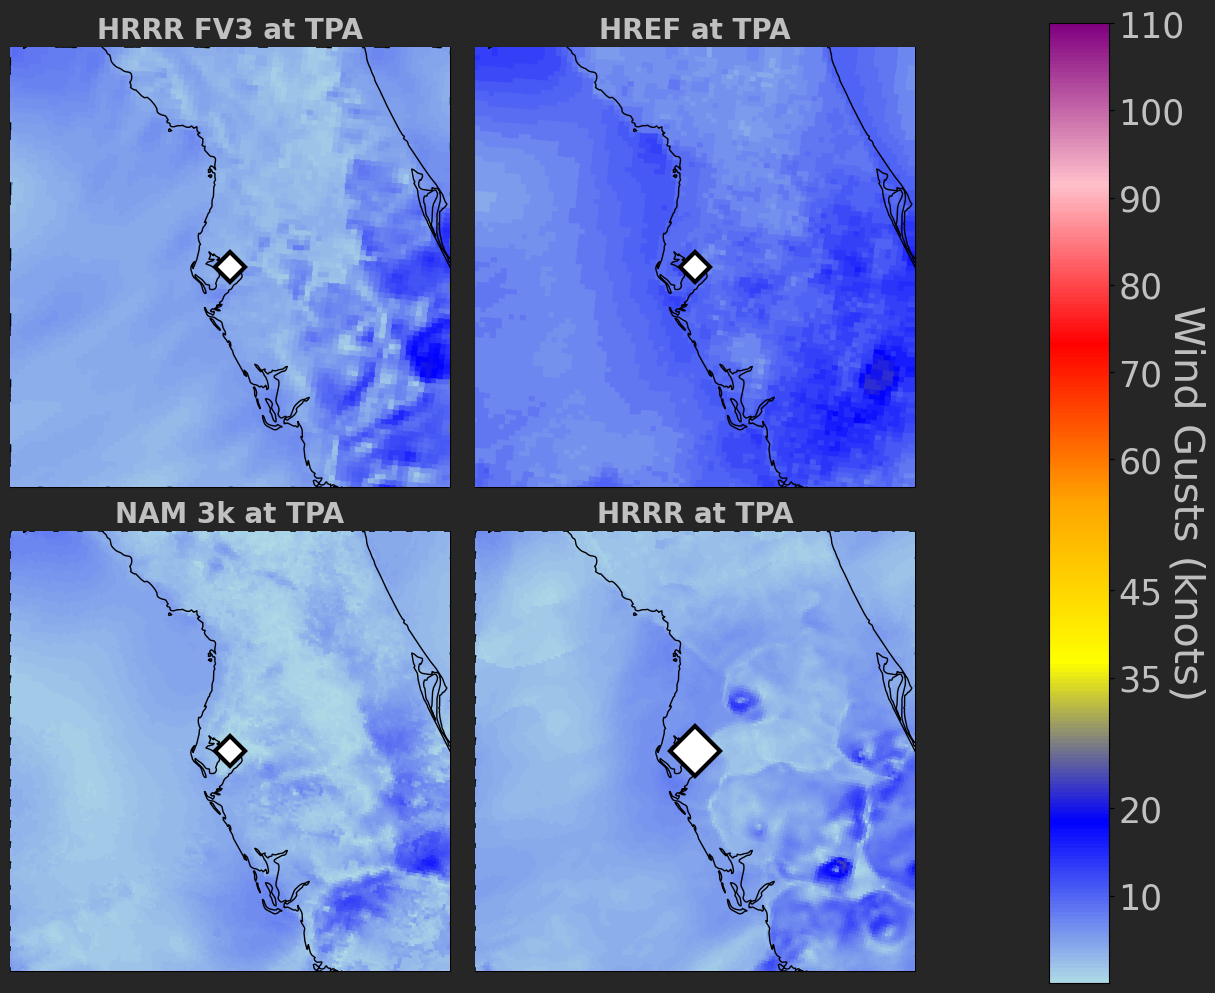 HRRR FV3 at TPA
HREF at TPA
NAM 3k at TPA
HRRR at TPA
110
100
90
80
70
60
45
35
20
10
Wind Gusts (knots)